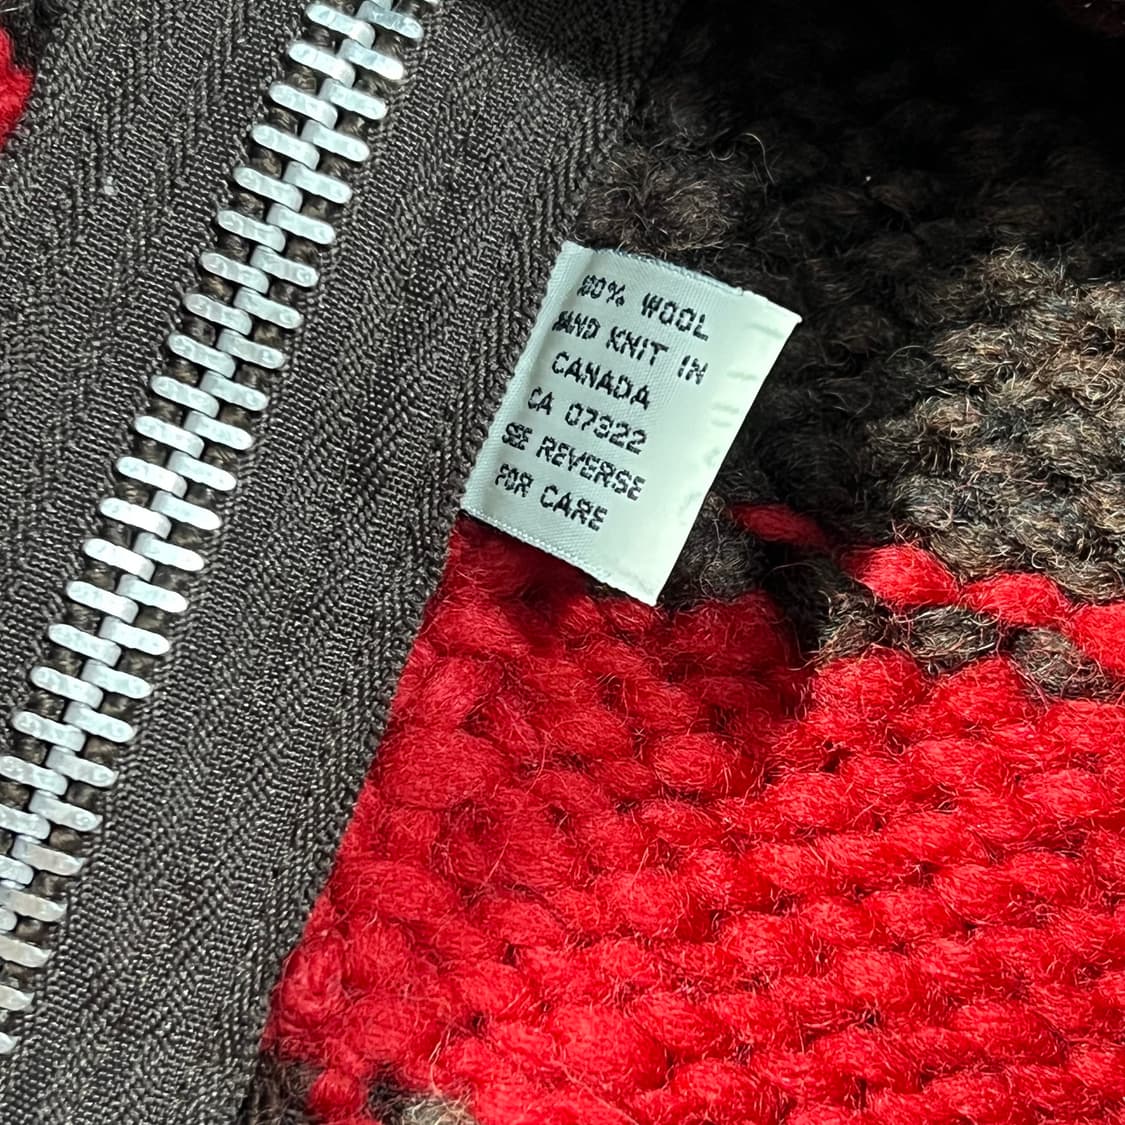 100% WOOL
HAND KNIT IN
CANADA
CA 07322
SEE REVERSE
FOR CARE